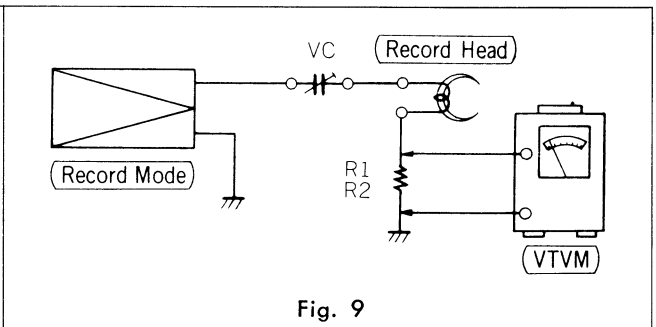 VC
(Record Head)
(Record Mode)
R1
R2
(VTVM)
Fig. 9